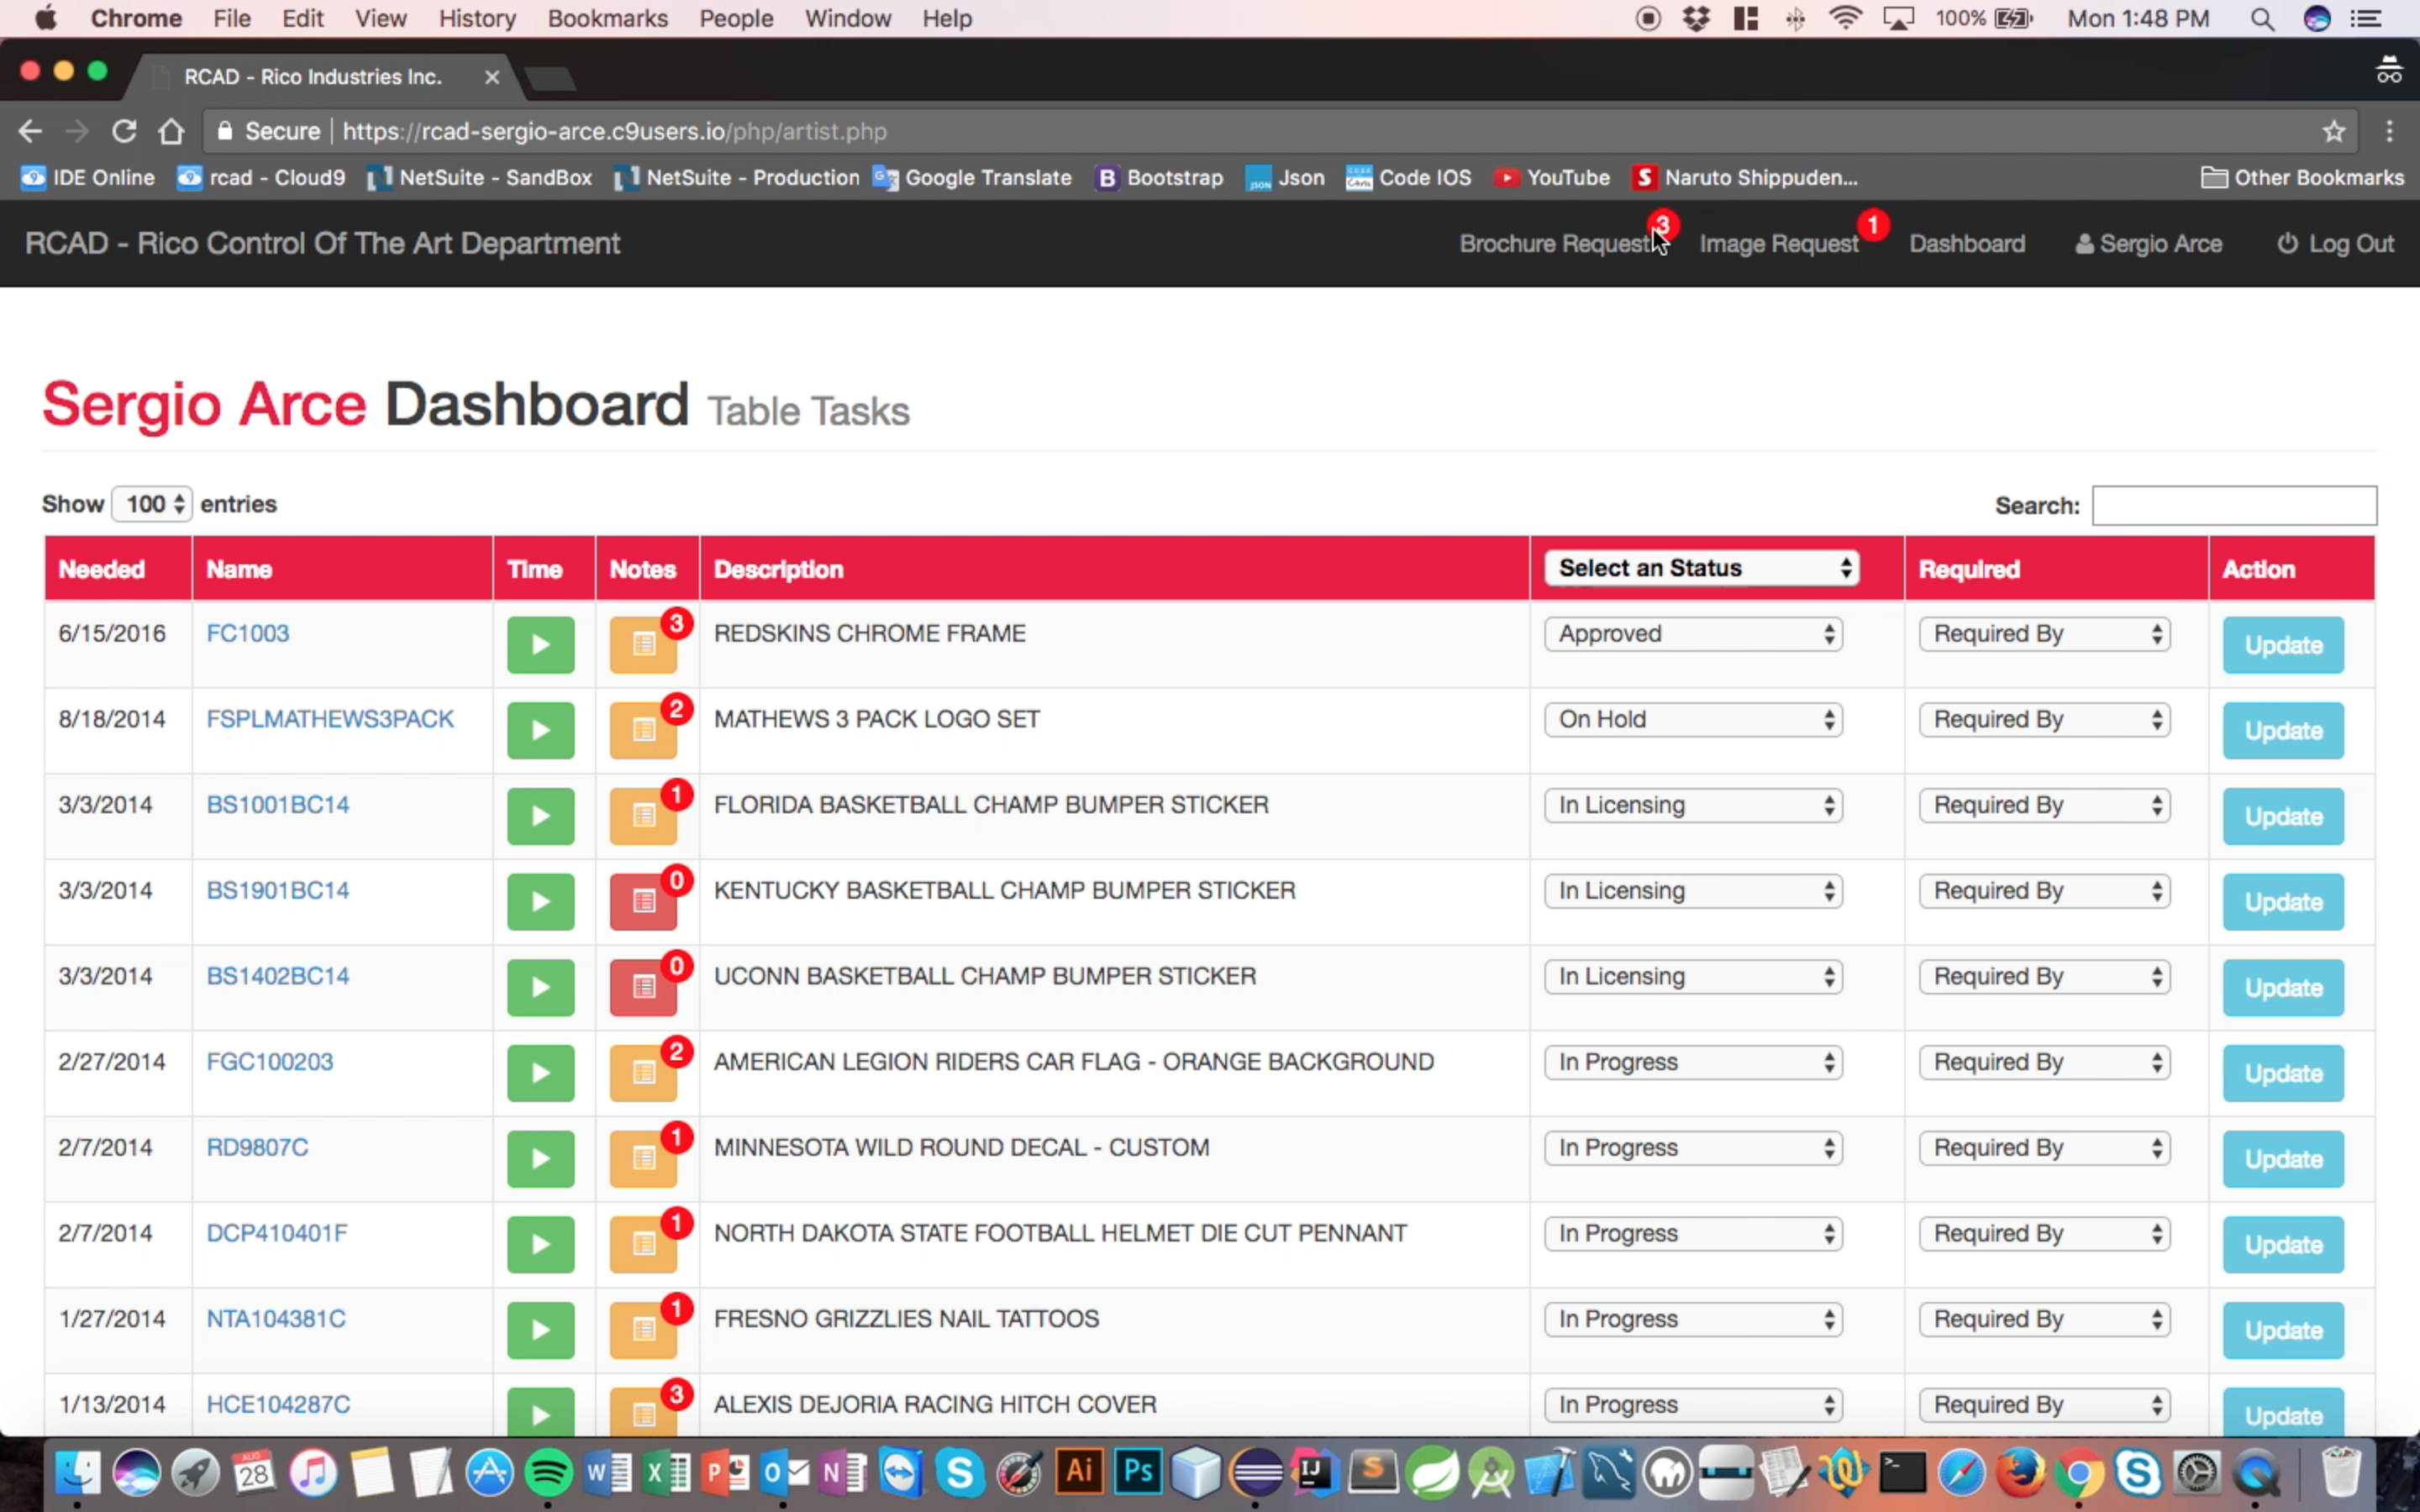 Chrome File Edit View History Bookmarks People Window Help 100% Mon 1:48 PM
RCAD - Rico Industries Inc.
Secure https://rcad-sergio-arce.c9users.io/php/artist.php
IDE Online rcad - Cloud9 NetSuite - SandBox NetSuite - Production Google Translate B Bootstrap JSON Json Code IOS YouTube S Naruto Shippuden... Other Bookmarks
RCAD - Rico Control Of The Art Department Brochure Request 3 Image Request 1 Dashboard Sergio Arce Log Out
Sergio Arce Dashboard Table Tasks
Show 100 entries Search:
Needed Name Time Notes Description Select an Status Required Action
6/15/2016 FC1003 3 REDSKINS CHROME FRAME Approved Required By Update
8/18/2014 FSPLMATHEWS3PACK 2 MATHEWS 3 PACK LOGO SET On Hold Required By Update
3/3/2014 BS1001BC14 1 FLORIDA BASKETBALL CHAMP BUMPER STICKER In Licensing Required By Update
3/3/2014 BS1901BC14 0 KENTUCKY BASKETBALL CHAMP BUMPER STICKER In Licensing Required By Update
3/3/2014 BS1402BC14 0 UCONN BASKETBALL CHAMP BUMPER STICKER In Licensing Required By Update
2/27/2014 FGC100203 2 AMERICAN LEGION RIDERS CAR FLAG - ORANGE BACKGROUND In Progress Required By Update
2/7/2014 RD9807C 1 MINNESOTA WILD ROUND DECAL - CUSTOM In Progress Required By Update
2/7/2014 DCP410401F 1 NORTH DAKOTA STATE FOOTBALL HELMET DIE CUT PENNANT In Progress Required By Update
1/27/2014 NTA104381C 1 FRESNO GRIZZLIES NAIL TATTOOS In Progress Required By Update
1/13/2014 HCE104287C 3 ALEXIS DEJORIA RACING HITCH COVER In Progress Required By Update
AUG 28 W X P O N S Ai Ps IJ S S